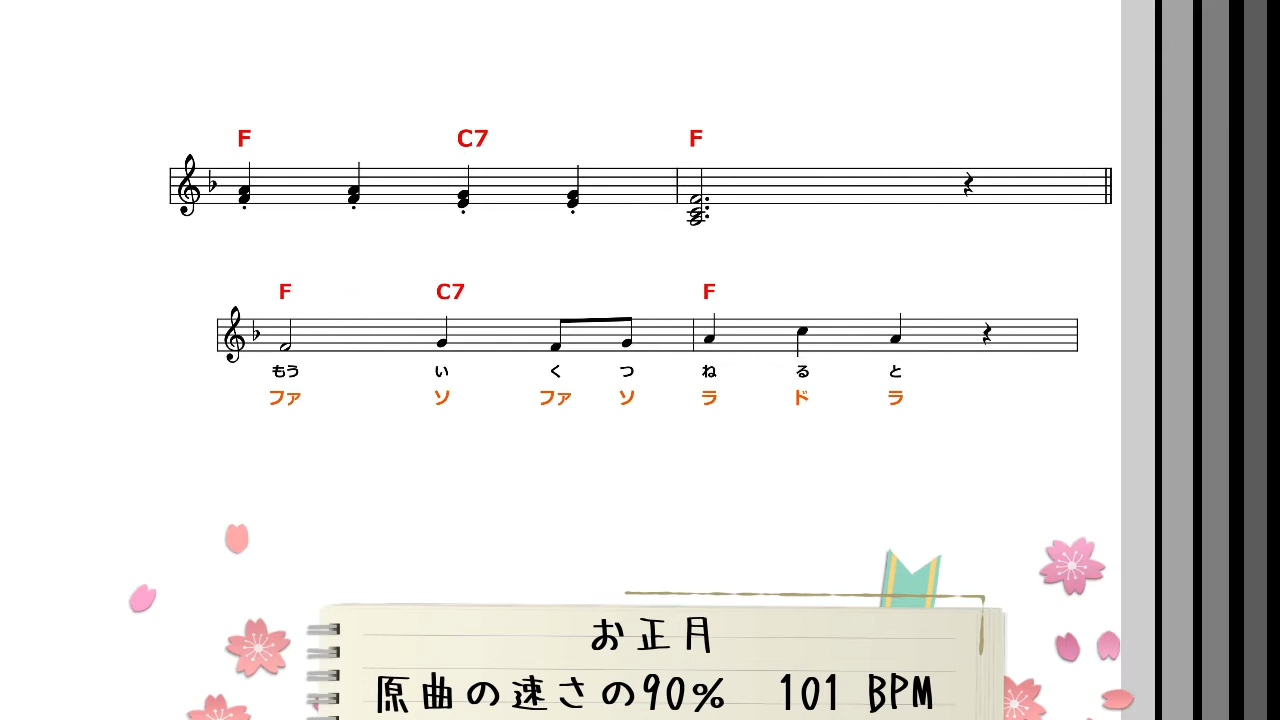 F C7 F
F C7 F
もう い く つ ね る と
ファ ソ ファ ソ ラ ド ラ
お正月
原曲の速さの90% 101 BPM